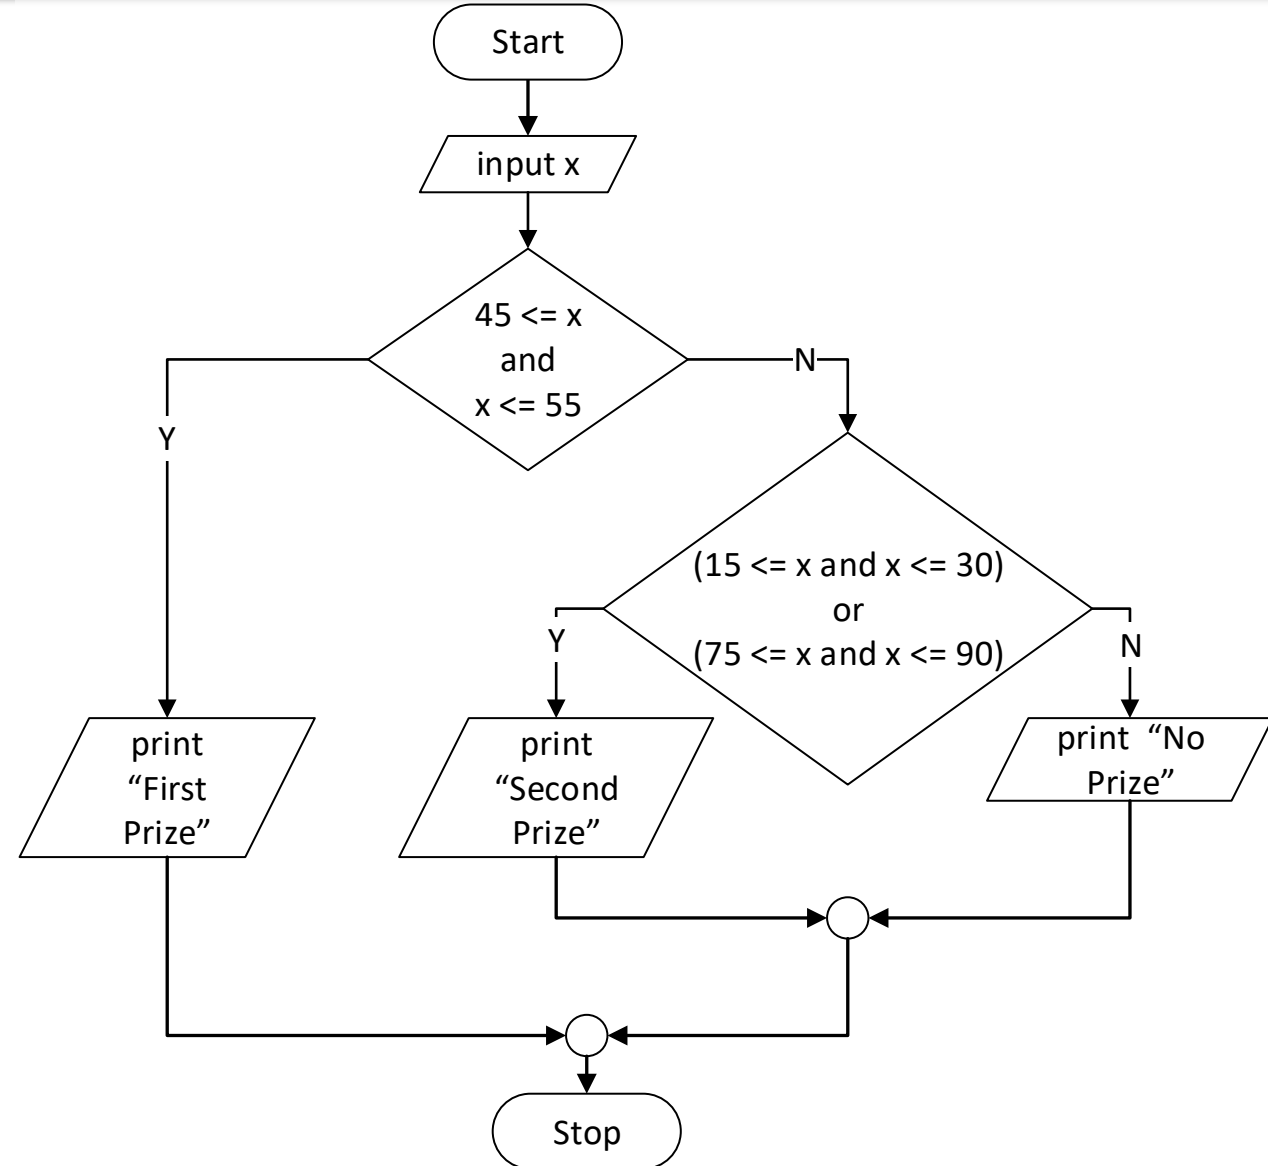 Start
input x
45 <= x
and
x <= 55
Y
N
(15 <= x and x <= 30)
or
(75 <= x and x <= 90)
Y
N
print
“First
Prize”
print
“Second
Prize”
print “No
Prize”
Stop